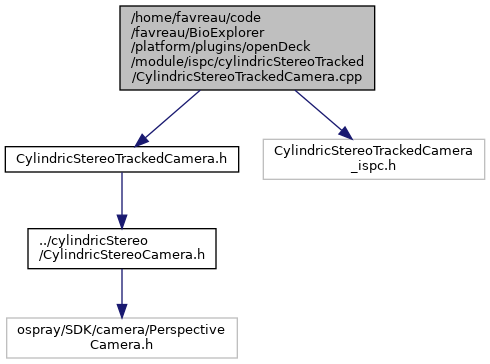 /home/favreau/code
/favreau/BioExplorer
/platform/plugins/openDeck
/module/ispc/cylindricStereoTracked
/CylindricStereoTrackedCamera.cpp
CylindricStereoTrackedCamera.h
CylindricStereoTrackedCamera
_ispc.h
../cylindricStereo
/CylindricStereoCamera.h
ospray/SDK/camera/Perspective
Camera.h